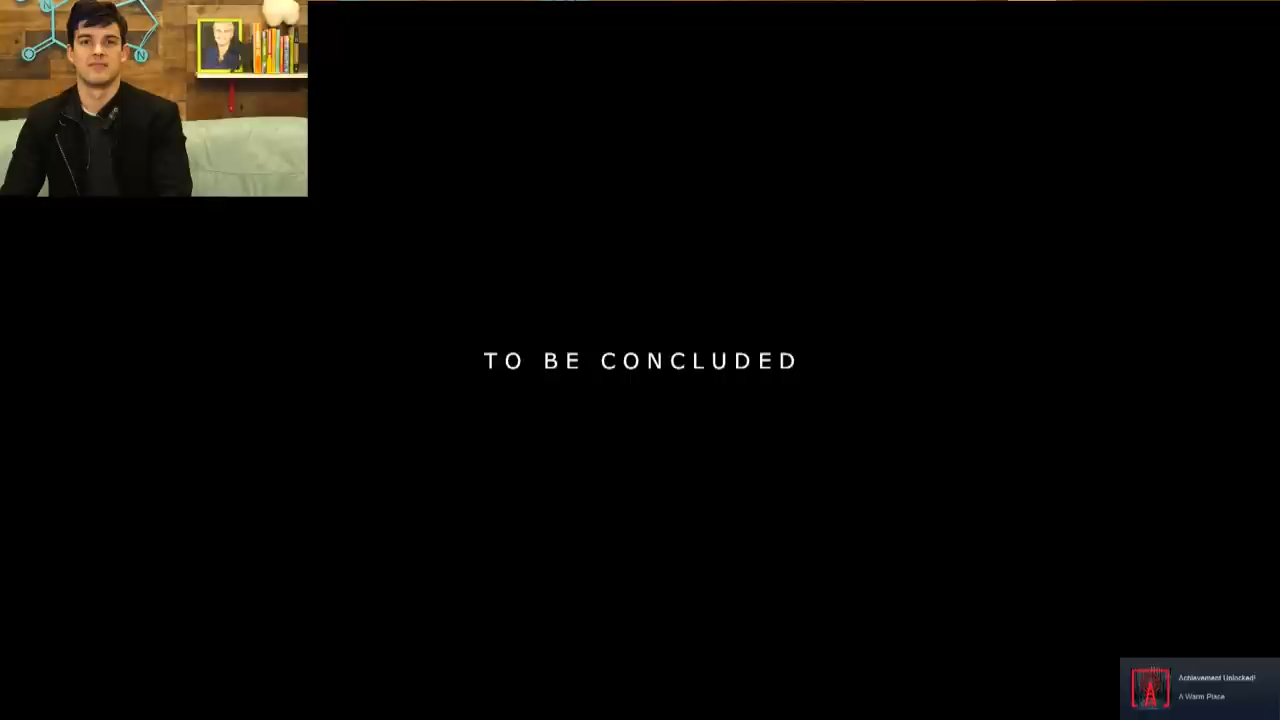 N
N
TO BE CONCLUDED
Achievement Unlocked!
A Warm Place